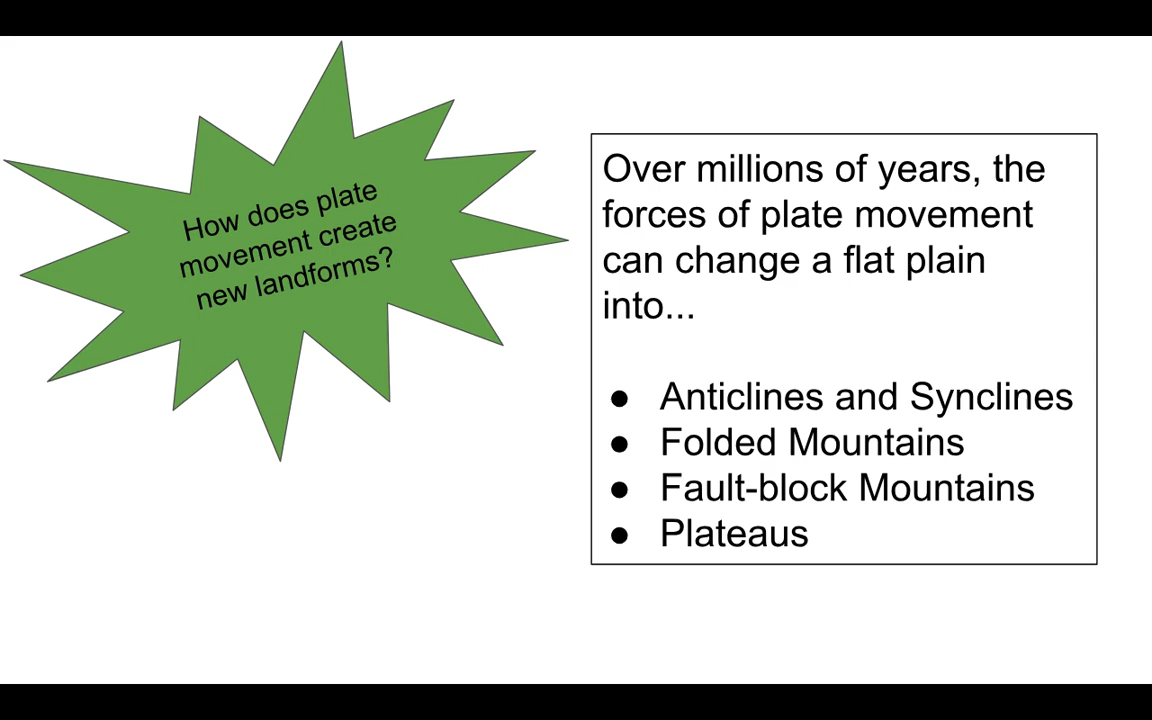 How does plate
movement create
new landforms?
Over millions of years, the
forces of plate movement
can change a flat plain
into...
● Anticlines and Synclines
● Folded Mountains
● Fault-block Mountains
● Plateaus